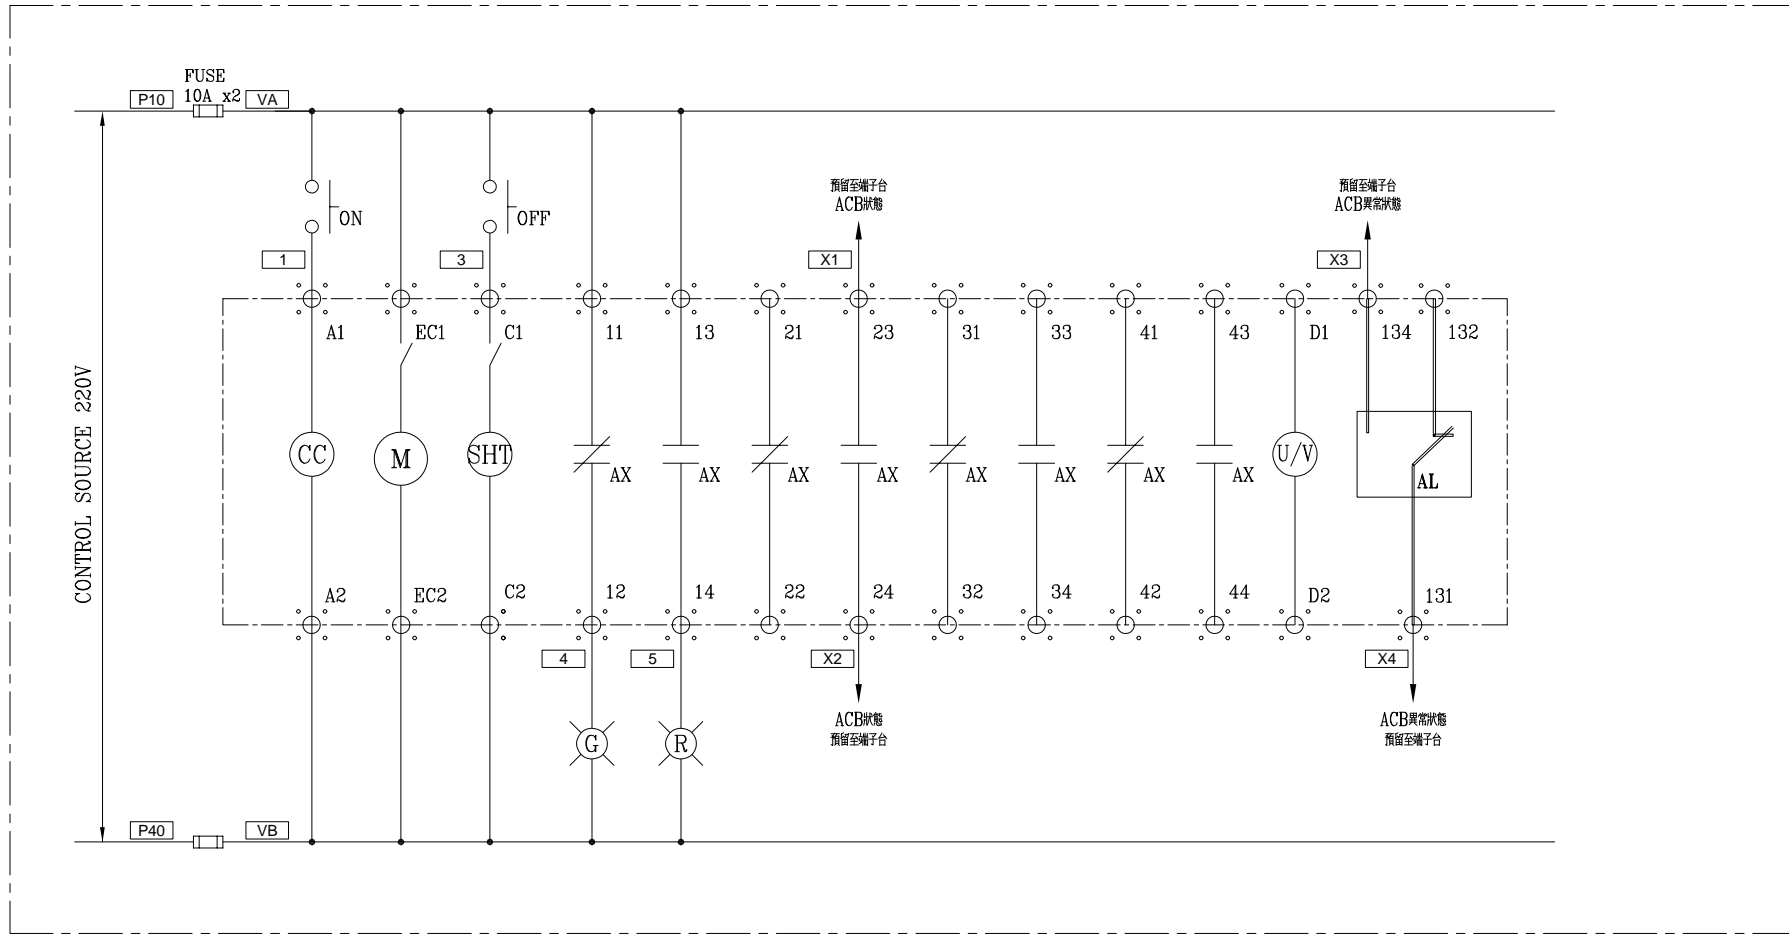 FUSE
10A x2
P10
VA
ON
OFF
預留至端子台
ACB狀態
預留至端子台
ACB異常狀態
1
3
X1
X3
A1
EC1
C1
11
13
21
23
31
33
41
43
D1
134
132
CONTROL SOURCE 220V
CC
M
SHT
AX
AX
AX
AX
AX
AX
AX
AX
U/V
AL
A2
EC2
C2
12
14
22
24
32
34
42
44
D2
131
4
5
X2
X4
ACB狀態
預留至端子台
ACB異常狀態
預留至端子台
G
R
P40
VB